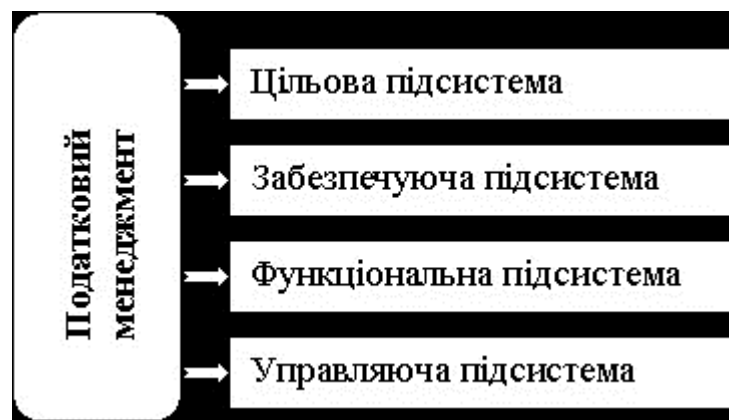 Податковий
менеджмент
Цільова підсистема
Забезпечуюча підсистема
Функціональна підсистема
Управляюча підсистема